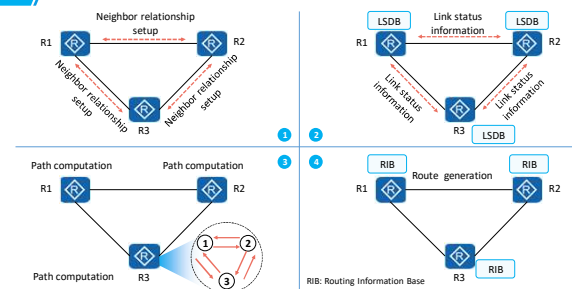 Neighbor relationship
setup
R1
R2
Neighbor relationship
setup
Neighbor relationship
setup
R3
1
LSDB
Link status
information
LSDB
R1
R2
Link status
information
Link status
information
R3
LSDB
2
Path computation
Path computation
3
R1
R2
Path computation
R3
1
2
3
4
RIB
RIB
Route generation
R1
R2
RIB
R3
RIB: Routing Information Base
R
R
R
R
R
R
R
R
R
R
R
R